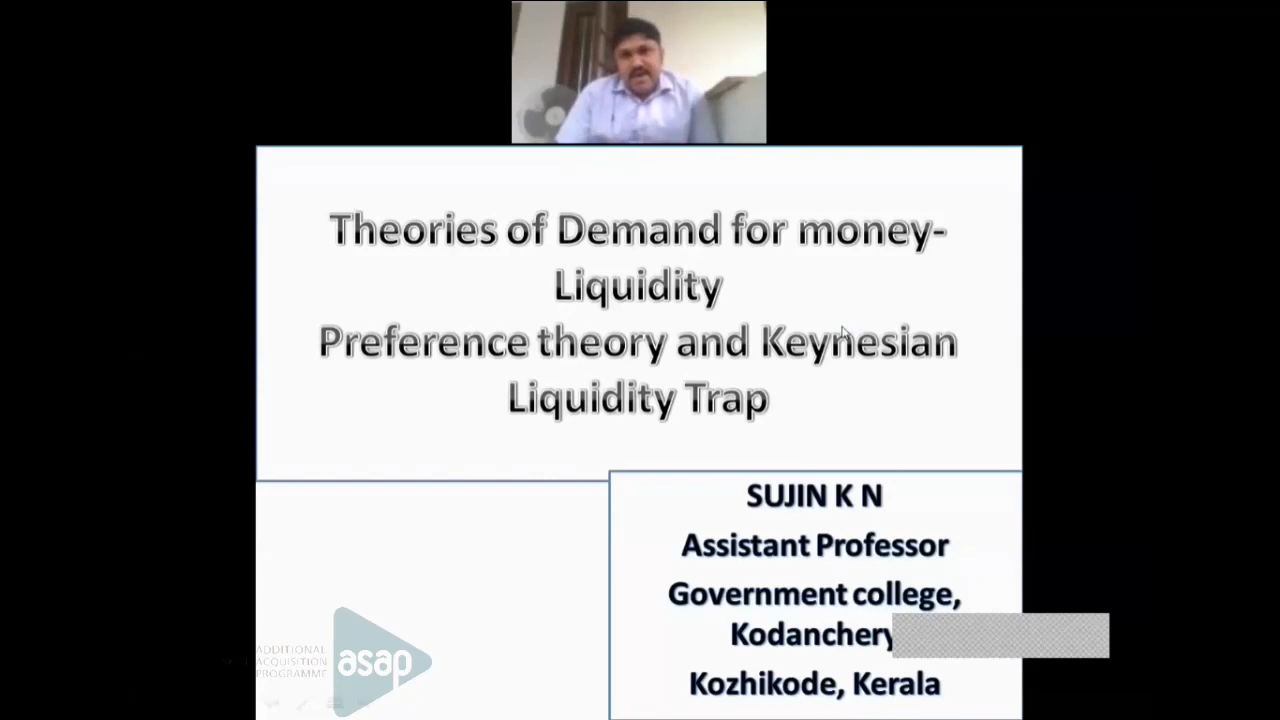 Theories of Demand for money-
Liquidity
Preference theory and Keynesian
Liquidity Trap
SUJIN K N
Assistant Professor
Government college,
Kodanchery
Kozhikode, Kerala
ADDITIONAL
ACQUISITION
PROGRAMME
asap